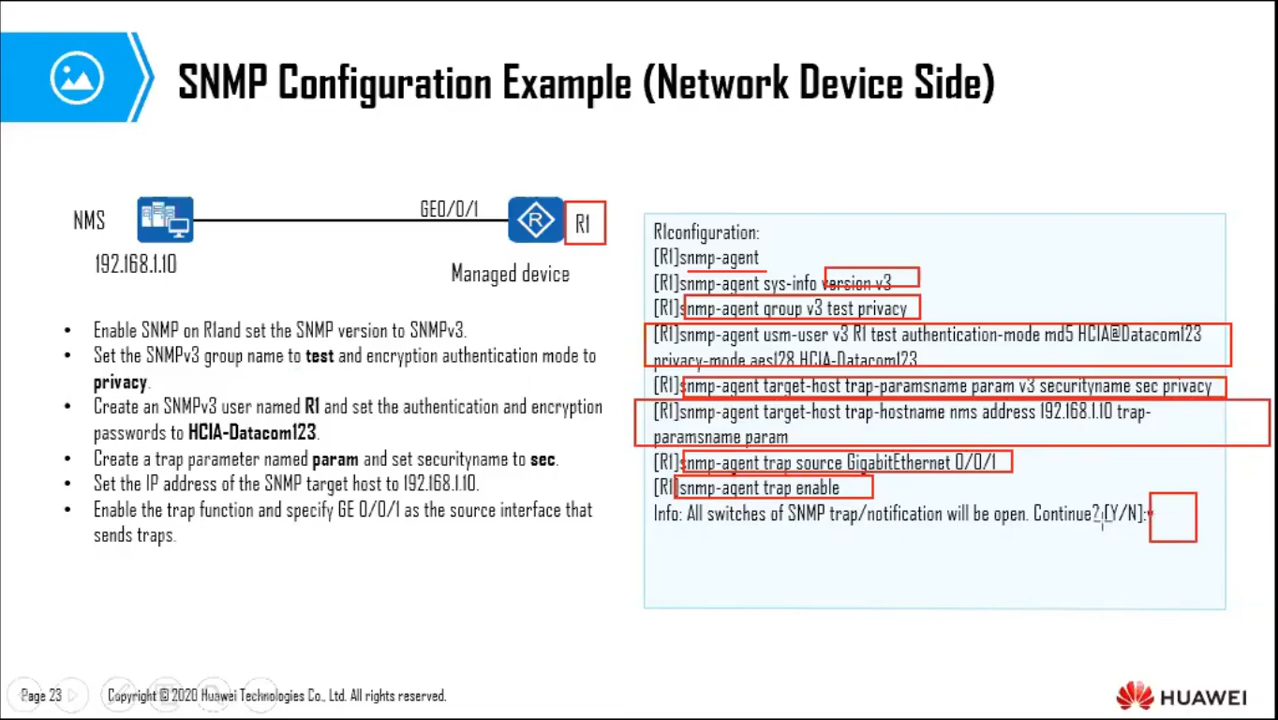 SNMP Configuration Example (Network Device Side)
NMS
192.168.1.10
GE0/0/1
R1
Managed device
• Enable SNMP on R1and set the SNMP version to SNMPv3.
• Set the SNMPv3 group name to test and encryption authentication mode to
privacy.
• Create an SNMPv3 user named R1 and set the authentication and encryption
passwords to HCIA-Datacom123.
• Create a trap parameter named param and set securityname to sec.
• Set the IP address of the SNMP target host to 192.168.1.10.
• Enable the trap function and specify GE 0/0/1 as the source interface that
sends traps.
R1configuration:
[R1]snmp-agent
[R1]snmp-agent sys-info version v3
[R1]snmp-agent group v3 test privacy
[R1]snmp-agent usm-user v3 R1 test authentication-mode md5 HCIA@Datacom123
privacy-mode aes128 HCIA-Datacom123
[R1]snmp-agent target-host trap-paramsname param v3 securityname sec privacy
[R1]snmp-agent target-host trap-hostname nms address 192.168.1.10 trap-
paramsname param
[R1]snmp-agent trap source GigabitEthernet 0/0/1
[R1]snmp-agent trap enable
Info: All switches of SNMP trap/notification will be open. Continue? [Y/N]:
Page 23
Copyright © 2020 Huawei Technologies Co., Ltd. All rights reserved.
HUAWEI